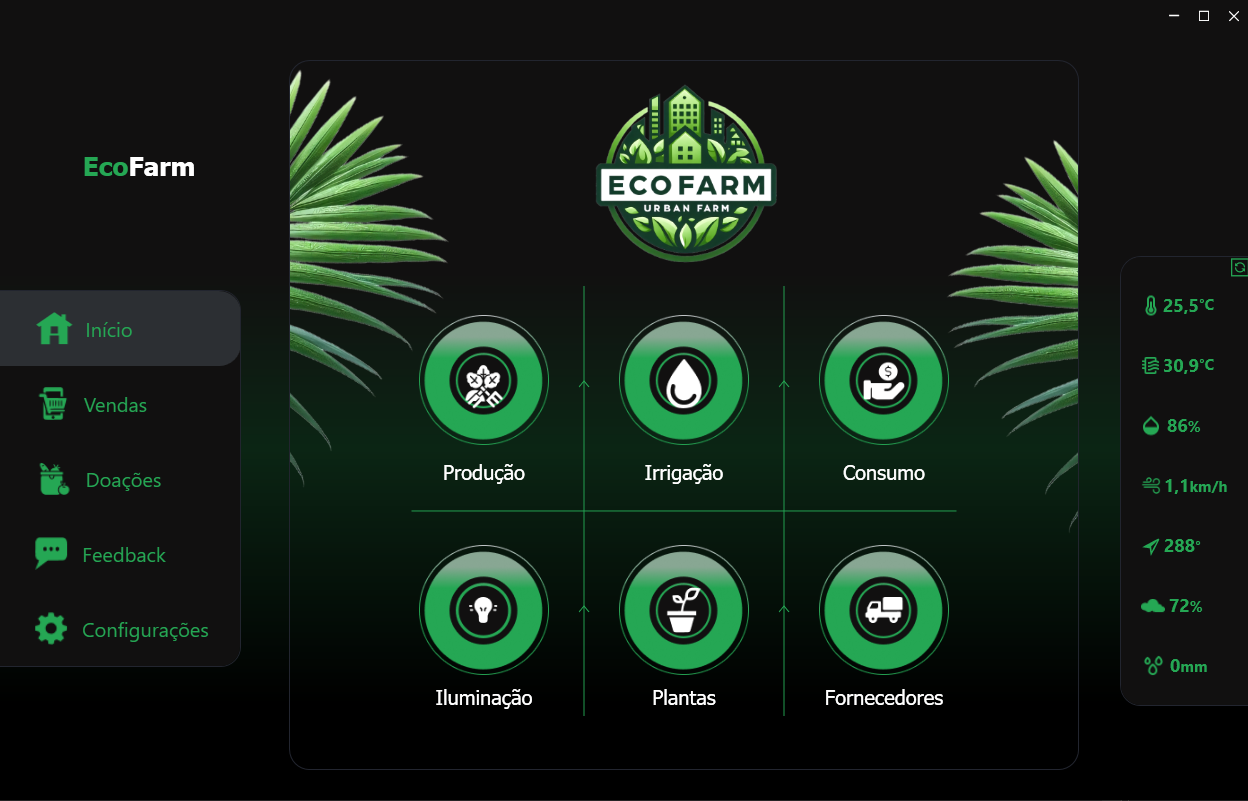 EcoFarm
Início
Vendas
Doações
Feedback
Configurações
ECO FARM
URBAN FARM
Produção
Irrigação
$
Consumo
Iluminação
Plantas
Fornecedores
25,5°C
30,9°C
86%
1,1km/h
288°
72%
0mm